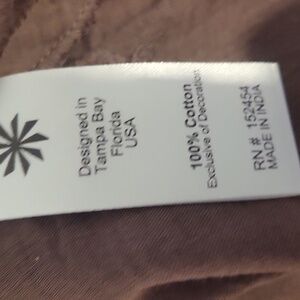 Designed in
Tampa Bay
Florida
USA
100% Cotton
Exclusive of Decoration
RN# 152454
MADE IN INDIA